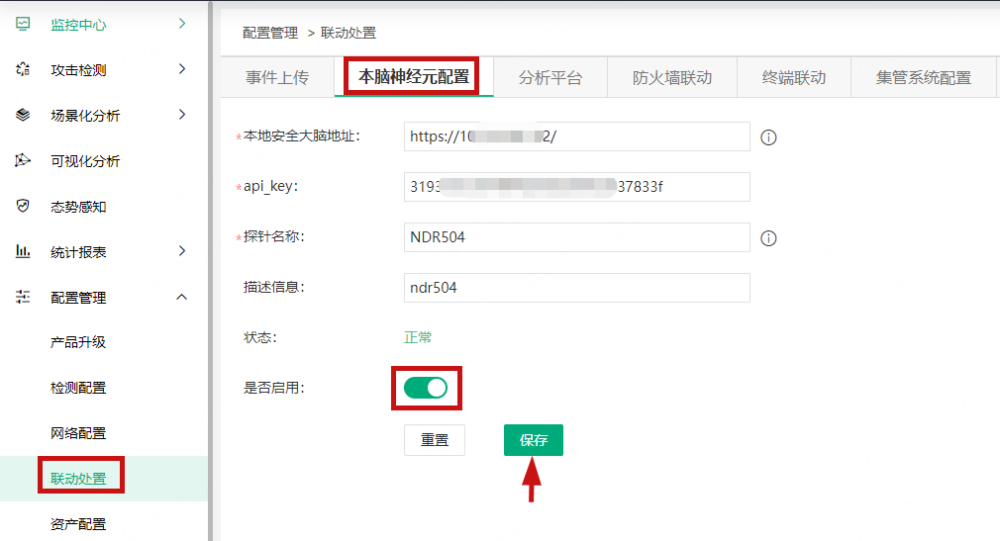 监控中心
攻击检测
场景化分析
可视化分析
态势感知
统计报表
配置管理
产品升级
检测配置
网络配置
联动处置
资产配置
配置管理 > 联动处置
事件上传 本脑神经元配置 分析平台 防火墙联动 终端联动 集管系统配置
*本地安全大脑地址: https://10 2/
*api_key: 3193 37833f
*探针名称: NDR504
描述信息: ndr504
状态: 正常
是否启用:
重置 保存